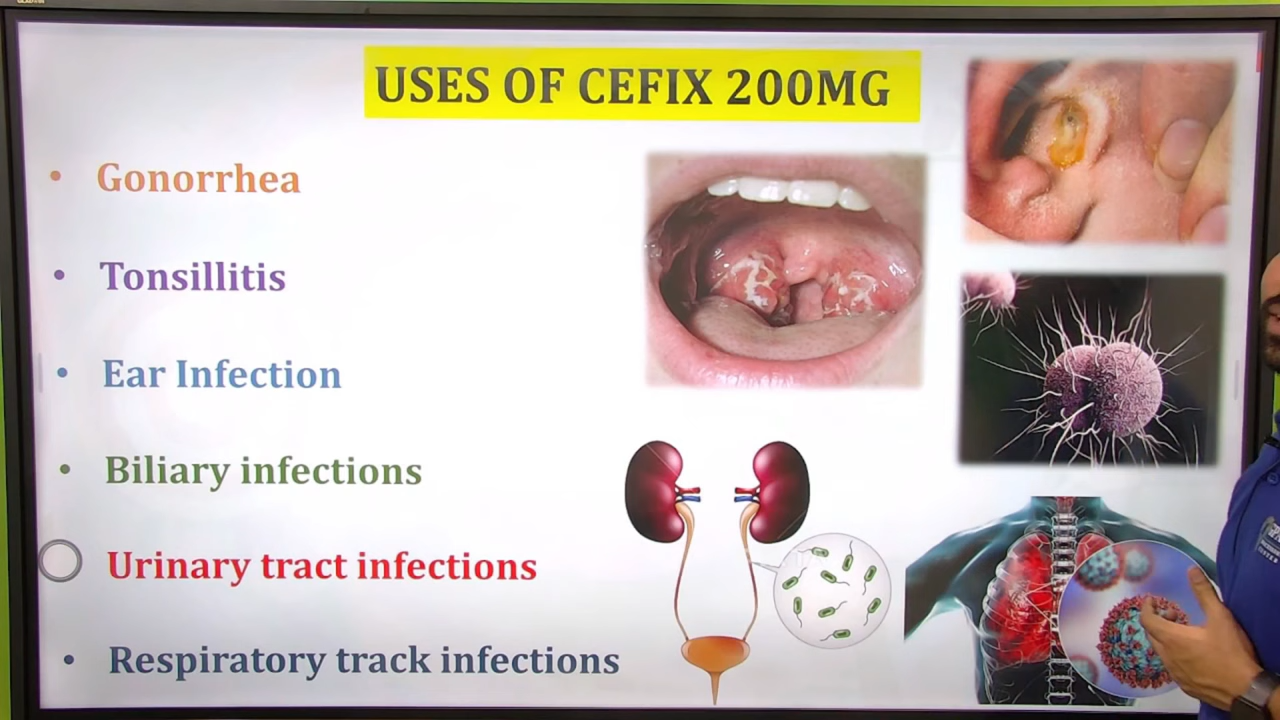 USES OF CEFIX 200MG
• Gonorrhea
• Tonsillitis
• Ear Infection
• Biliary infections
Urinary tract infections
• Respiratory track infections